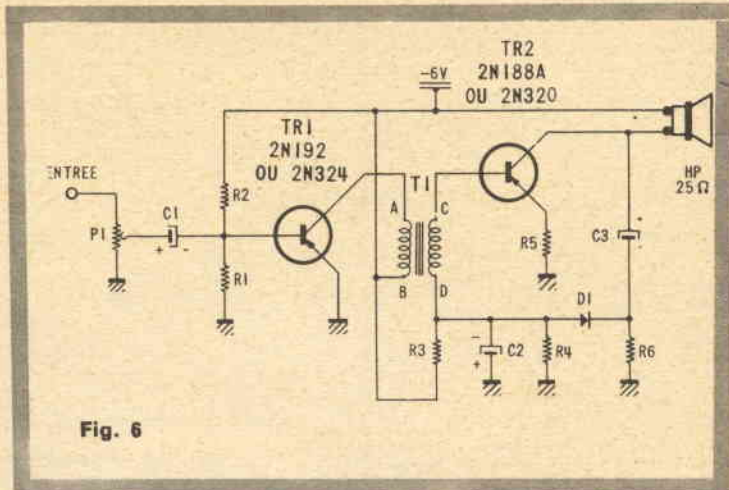 TR2
-6V
2N188A
OU 2N320
TR1
2N192
OU 2N324
ENTREE
HP
25 Ω
R2
T1
C1
A
C
P1
+ -
R5
C3
R1
B
D
D1
R3
-
+
C2
R4
R6
Fig. 6